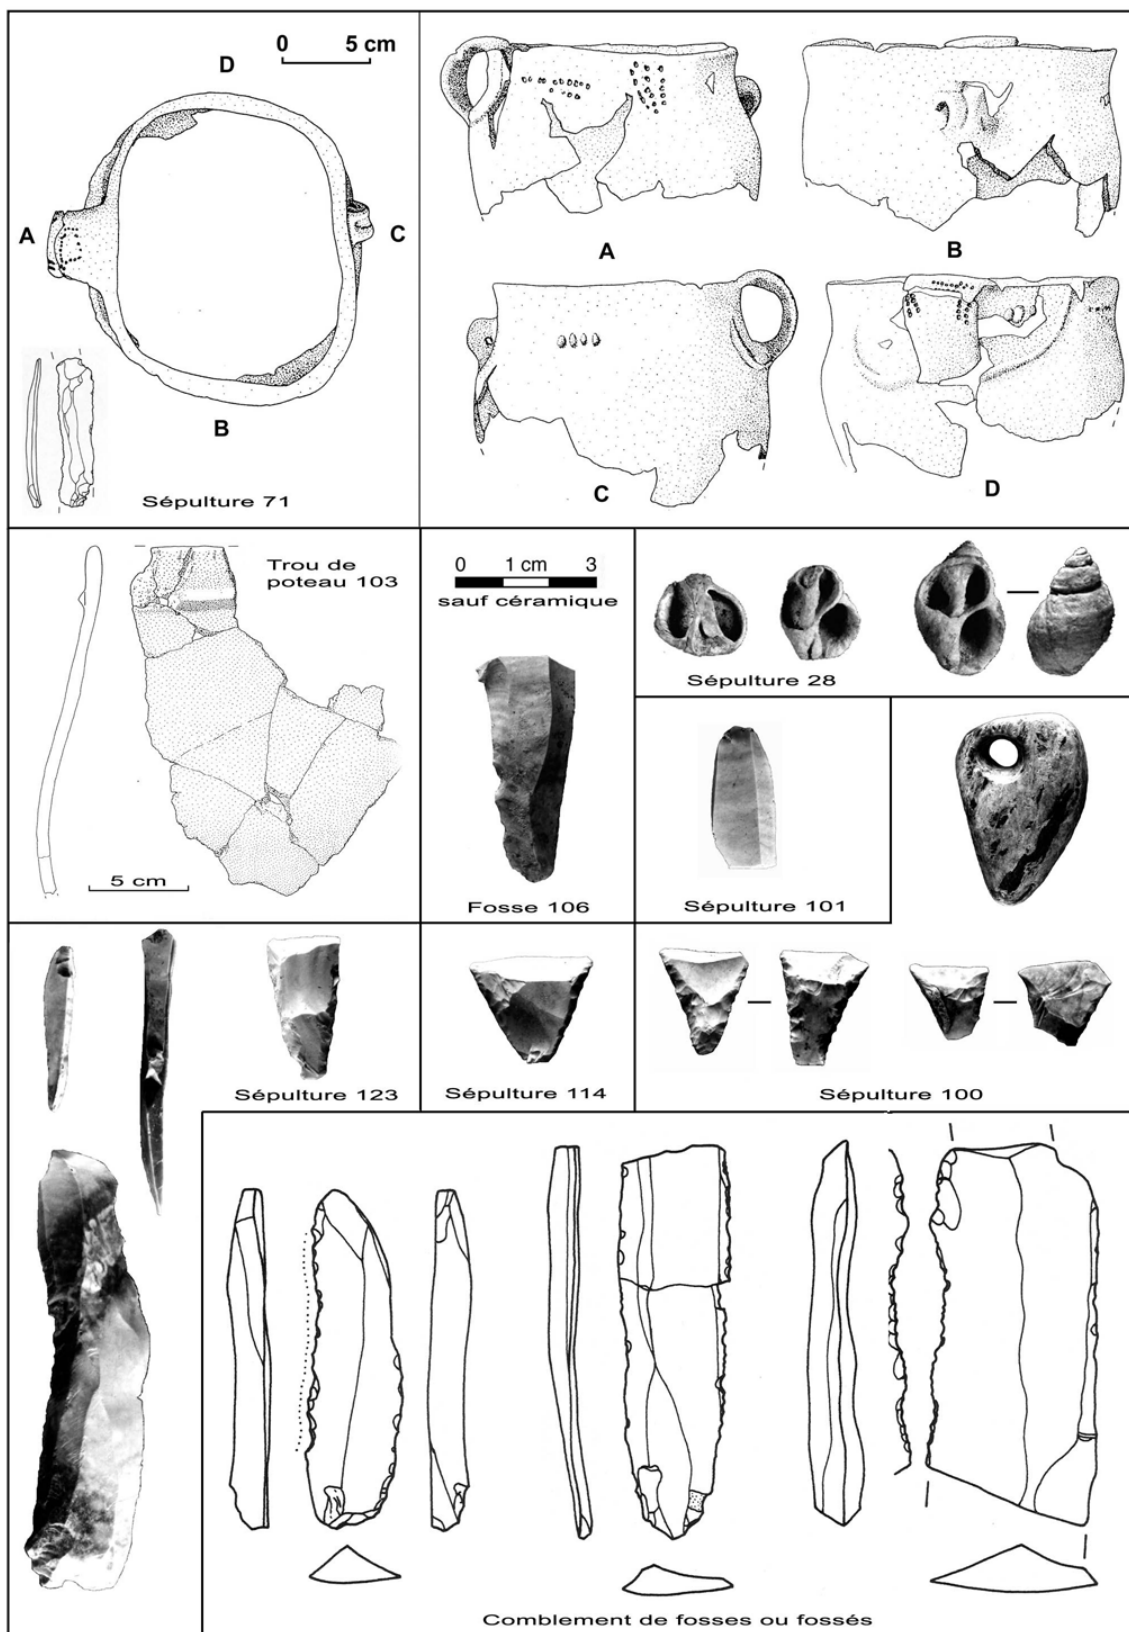 0 5 cm
D
A
C
B
Sépulture 71
A
B
C
D
Trou de
poteau 103
5 cm
0 1 cm 3
sauf céramique
Fosse 106
Sépulture 28
Sépulture 101
Sépulture 123
Sépulture 114
Sépulture 100
Comblement de fosses ou fossés